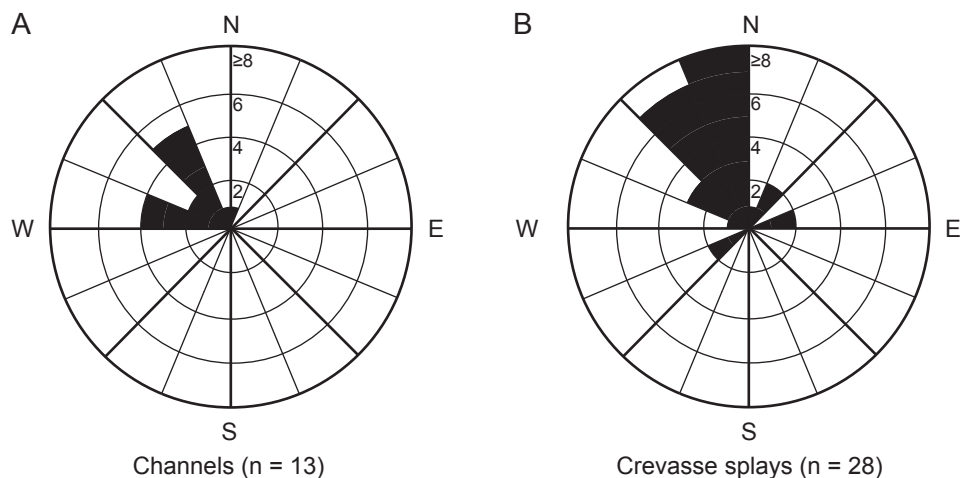 A
N
≥8
6
4
2
W
E
S
Channels (n = 13)
B
N
≥8
6
4
2
W
E
S
Crevasse splays (n = 28)